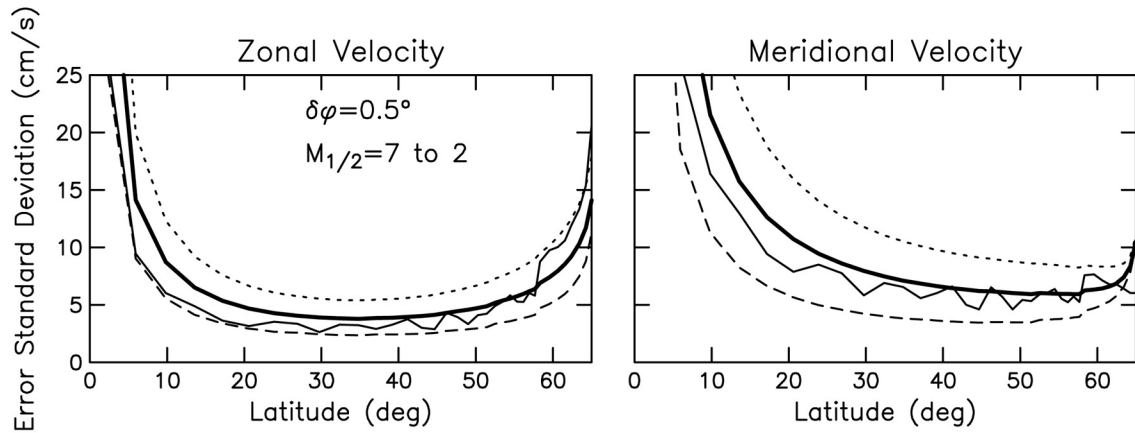 Zonal Velocity
Meridional Velocity
Error Standard Deviation (cm/s)
25
20
15
10
5
0
δφ=0.5°
M1/2=7 to 2
0 10 20 30 40 50 60
0 10 20 30 40 50 60
Latitude (deg)
Latitude (deg)